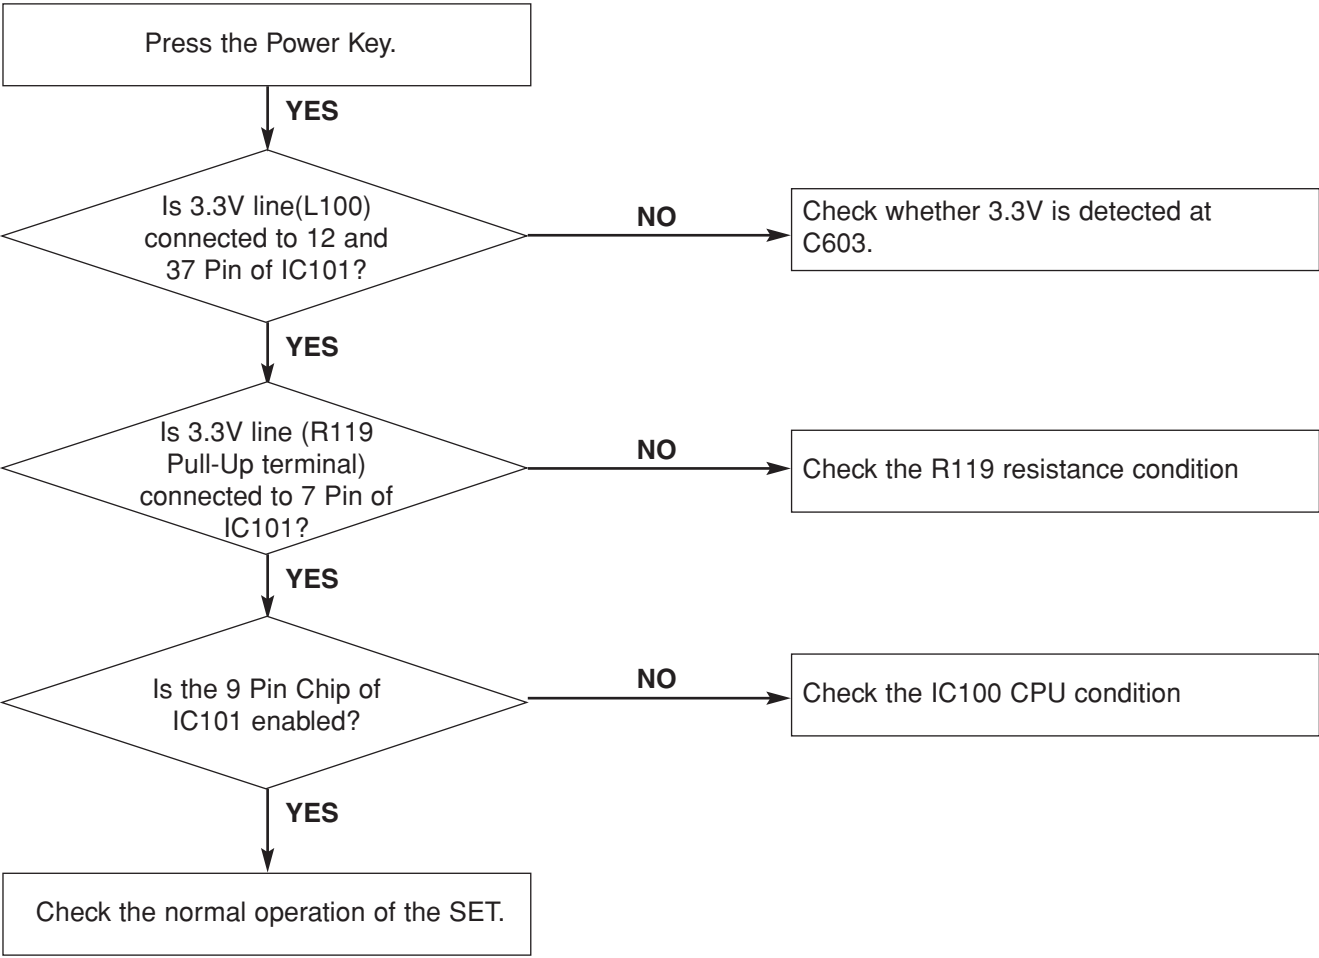 Press the Power Key.
YES
Is 3.3V line(L100)
connected to 12 and
37 Pin of IC101?
NO
Check whether 3.3V is detected at
C603.
YES
Is 3.3V line (R119
Pull-Up terminal)
connected to 7 Pin of
IC101?
NO
Check the R119 resistance condition
YES
Is the 9 Pin Chip of
IC101 enabled?
NO
Check the IC100 CPU condition
YES
Check the normal operation of the SET.